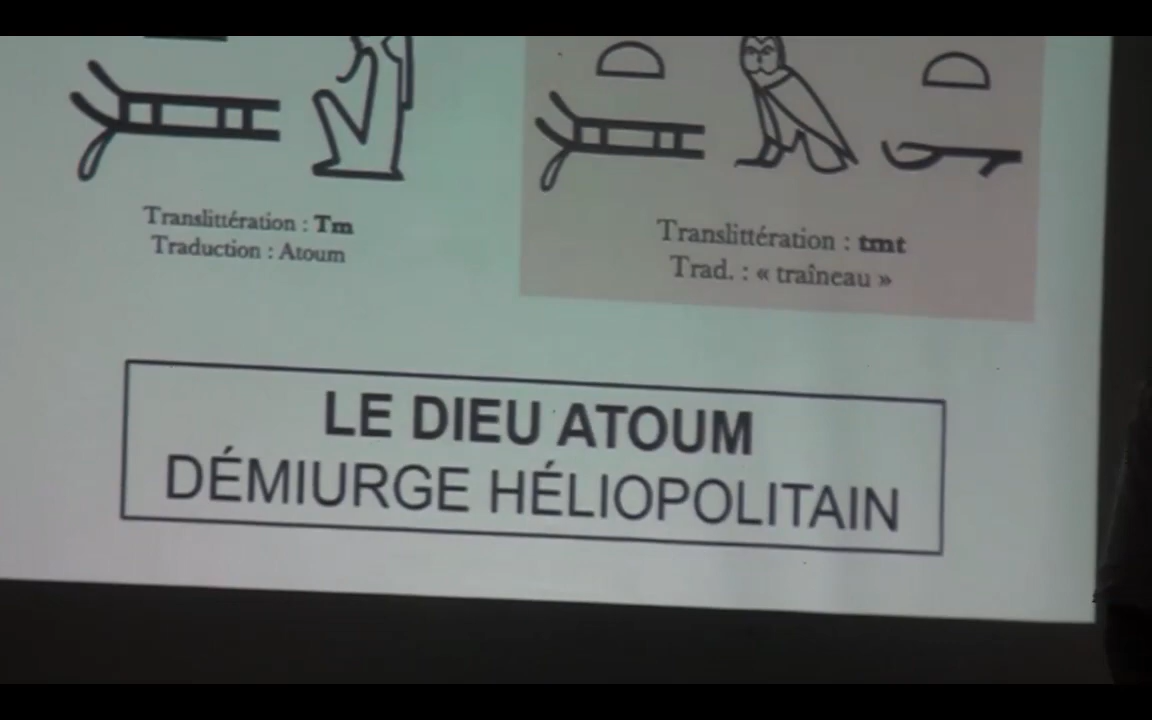 Translittération : Tm
Traduction : Atoum
Translittération : tmt
Trad. : « traîneau »
LE DIEU ATOUM
DÉMIURGE HÉLIOPOLITAIN